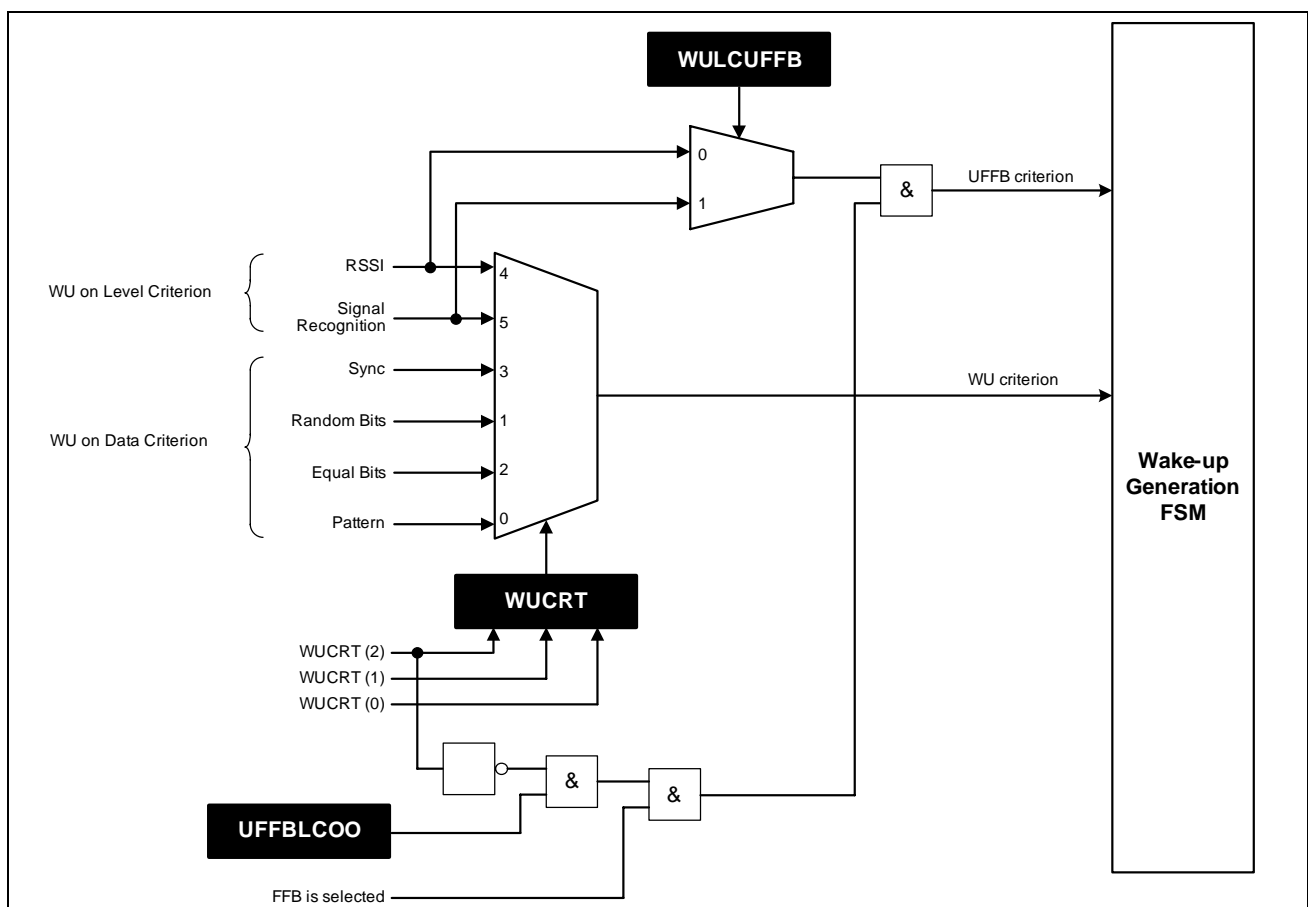 WULCUFFB
0
1
&
UFFB criterion
WU on Level Criterion
RSSI
4
Signal
Recognition
5
WU on Data Criterion
Sync
3
Random Bits
1
Equal Bits
2
Pattern
0
WU criterion
Wake-up
Generation
FSM
WUCRT
WUCRT (2)
WUCRT (1)
WUCRT (0)
&
&
UFFBLCOO
FFB is selected